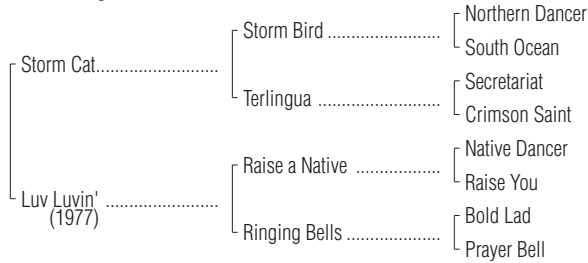 Northern Dancer
Storm Bird ......................
South Ocean
Storm Cat........................
Secretariat
Terlingua ........................
Crimson Saint
Native Dancer
Raise a Native .................
Raise You
Luv Luvin' ......................
(1977)
Bold Lad
Ringing Bells ...................
Prayer Bell